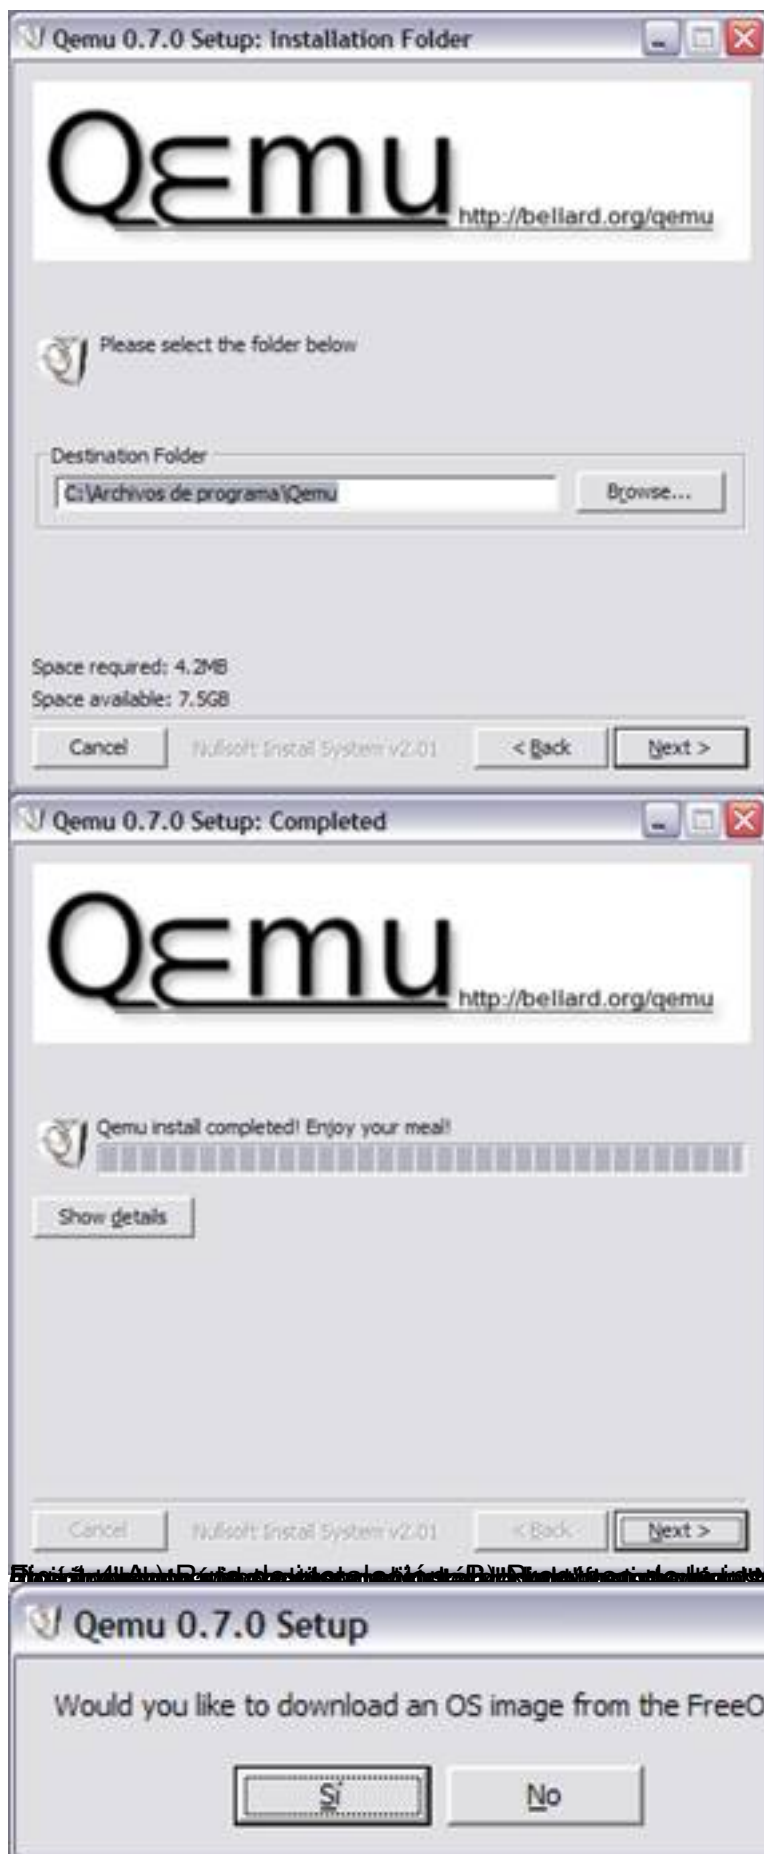 Qemu 0.7.0 Setup: Installation Folder
Qemu
http://bellard.org/qemu
Please select the folder below
Destination Folder
C:\Archivos de programa\Qemu
Browse...
Space required: 4.2MB
Space available: 7.5GB
Cancel
Nullsoft Install System v2.01
< Back
Next >
Qemu 0.7.0 Setup: Completed
Qemu
http://bellard.org/qemu
Qemu install completed! Enjoy your meal!
Show details
Cancel
Nullsoft Install System v2.01
< Back
Next >
Qemu 0.7.0 Setup
Would you like to download an OS image from the FreeO
Sí
No